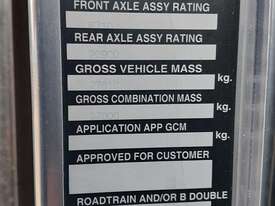 FRONT AXLE ASSY RATING
REAR AXLE ASSY RATING
GROSS VEHICLE MASS
kg.
GROSS COMBINATION MASS
kg.
APPLICATION APP GCM
kg.
APPROVED FOR CUSTOMER
ROADTRAIN AND/OR B DOUBLE